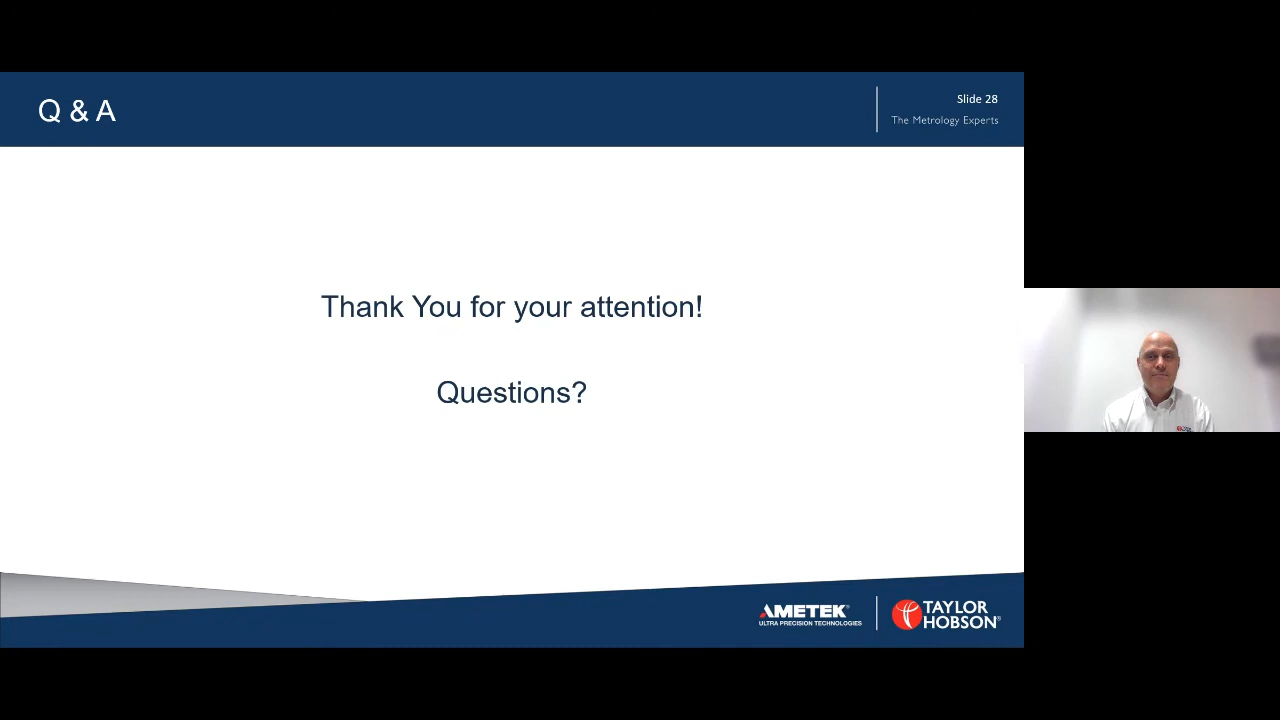 Q & A
Slide 28
The Metrology Experts
Thank You for your attention!
Questions?
AMETEK®
ULTRA PRECISION TECHNOLOGIES
TAYLOR
HOBSON®